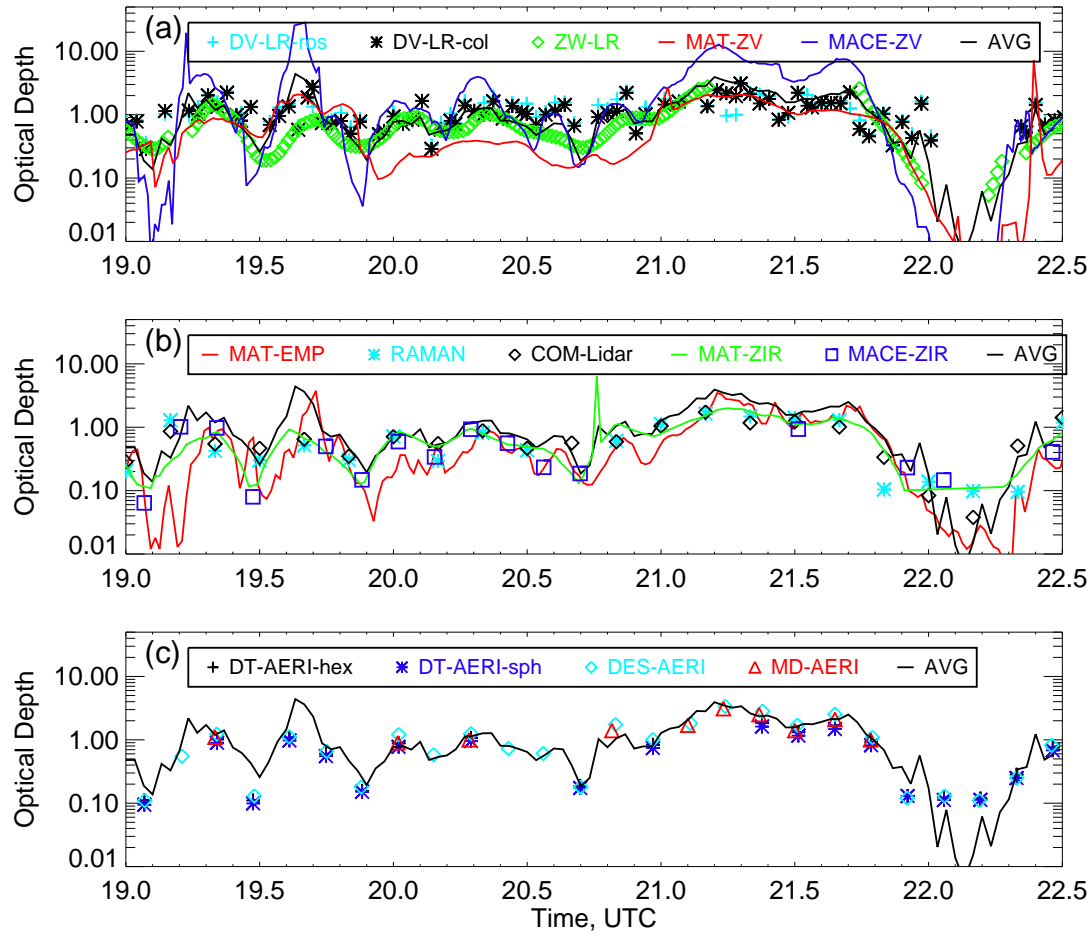 (a)
DV-LR-ros DV-LR-col ZW-LR MAT-ZV MACE-ZV AVG
Optical Depth
10.00
1.00
0.10
0.01
19.0 19.5 20.0 20.5 21.0 21.5 22.0 22.5
(b)
MAT-EMP RAMAN COM-Lidar MAT-ZIR MACE-ZIR AVG
Optical Depth
10.00
1.00
0.10
0.01
19.0 19.5 20.0 20.5 21.0 21.5 22.0 22.5
(c)
DT-AERI-hex DT-AERI-sph DES-AERI MD-AERI AVG
Optical Depth
10.00
1.00
0.10
0.01
19.0 19.5 20.0 20.5 21.0 21.5 22.0 22.5
Time, UTC